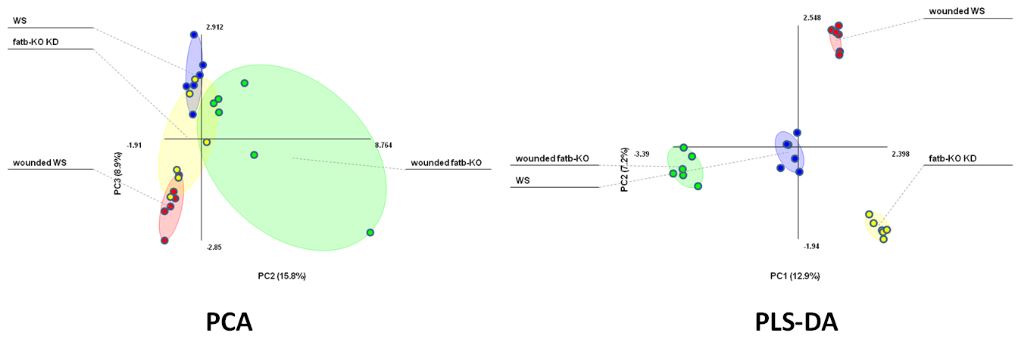 WS
2.912
fatb-KO KD
-1.91
8.764
wounded WS
wounded fatb-KO
PC3 (8.9%)
-2.85
PC2 (15.8%)
PCA
2.548
wounded WS
wounded fatb-KO
-3.39
2.398
fatb-KO KD
WS
PC2 (7.2%)
-1.94
PC1 (12.9%)
PLS-DA